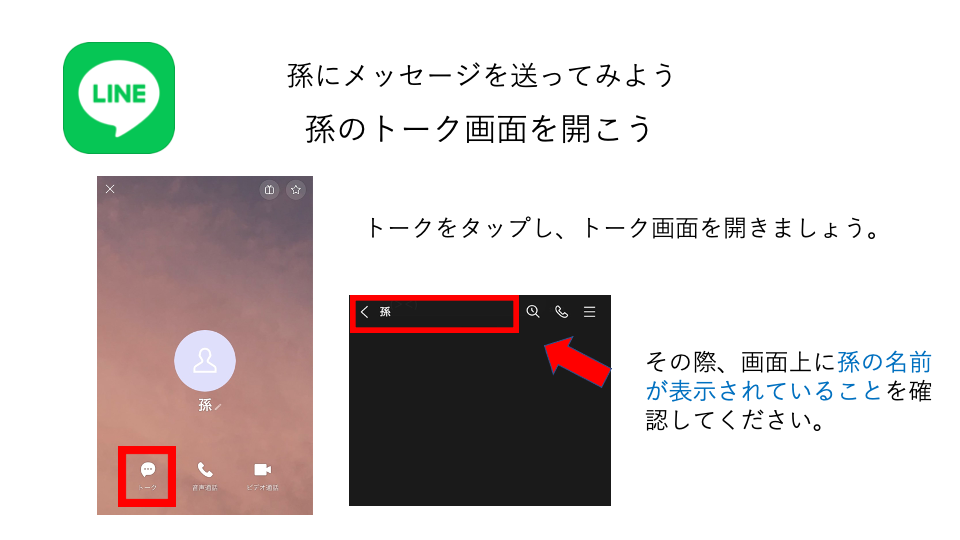 LINE
孫にメッセージを送ってみよう
孫のトーク画面を開こう
トークをタップし、トーク画面を開きましょう。
孫
トーク
音声通話
ビデオ通話
孫
その際、画面上に孫の名前
が表示されていることを確
認してください。